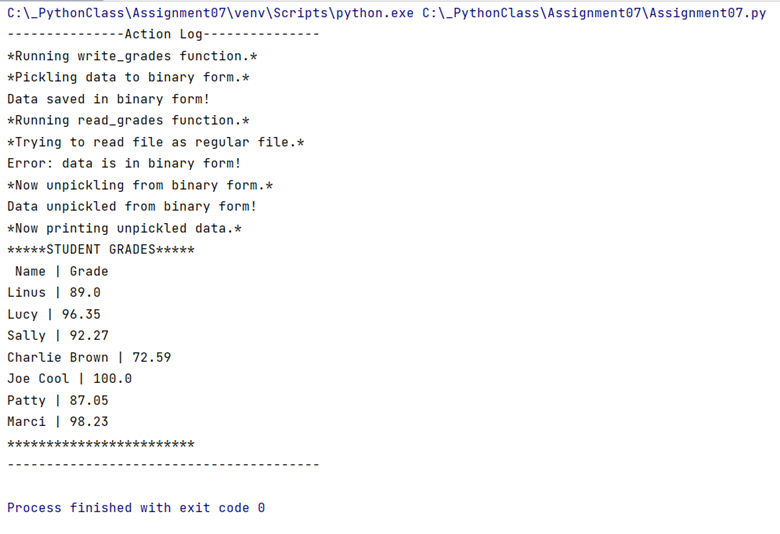 C:\_PythonClass\Assignment07\venv\Scripts\python.exe C:\_PythonClass\Assignment07\Assignment07.py
---------------Action Log---------------
*Running write_grades function.*
*Pickling data to binary form.*
Data saved in binary form!
*Running read_grades function.*
*Trying to read file as regular file.*
Error: data is in binary form!
*Now unpickling from binary form.*
Data unpickled from binary form!
*Now printing unpickled data.*
*****STUDENT GRADES*****
 Name | Grade
Linus | 89.0
Lucy | 96.35
Sally | 92.27
Charlie Brown | 72.59
Joe Cool | 100.0
Patty | 87.05
Marci | 98.23
************************
----------------------------------------
Process finished with exit code 0